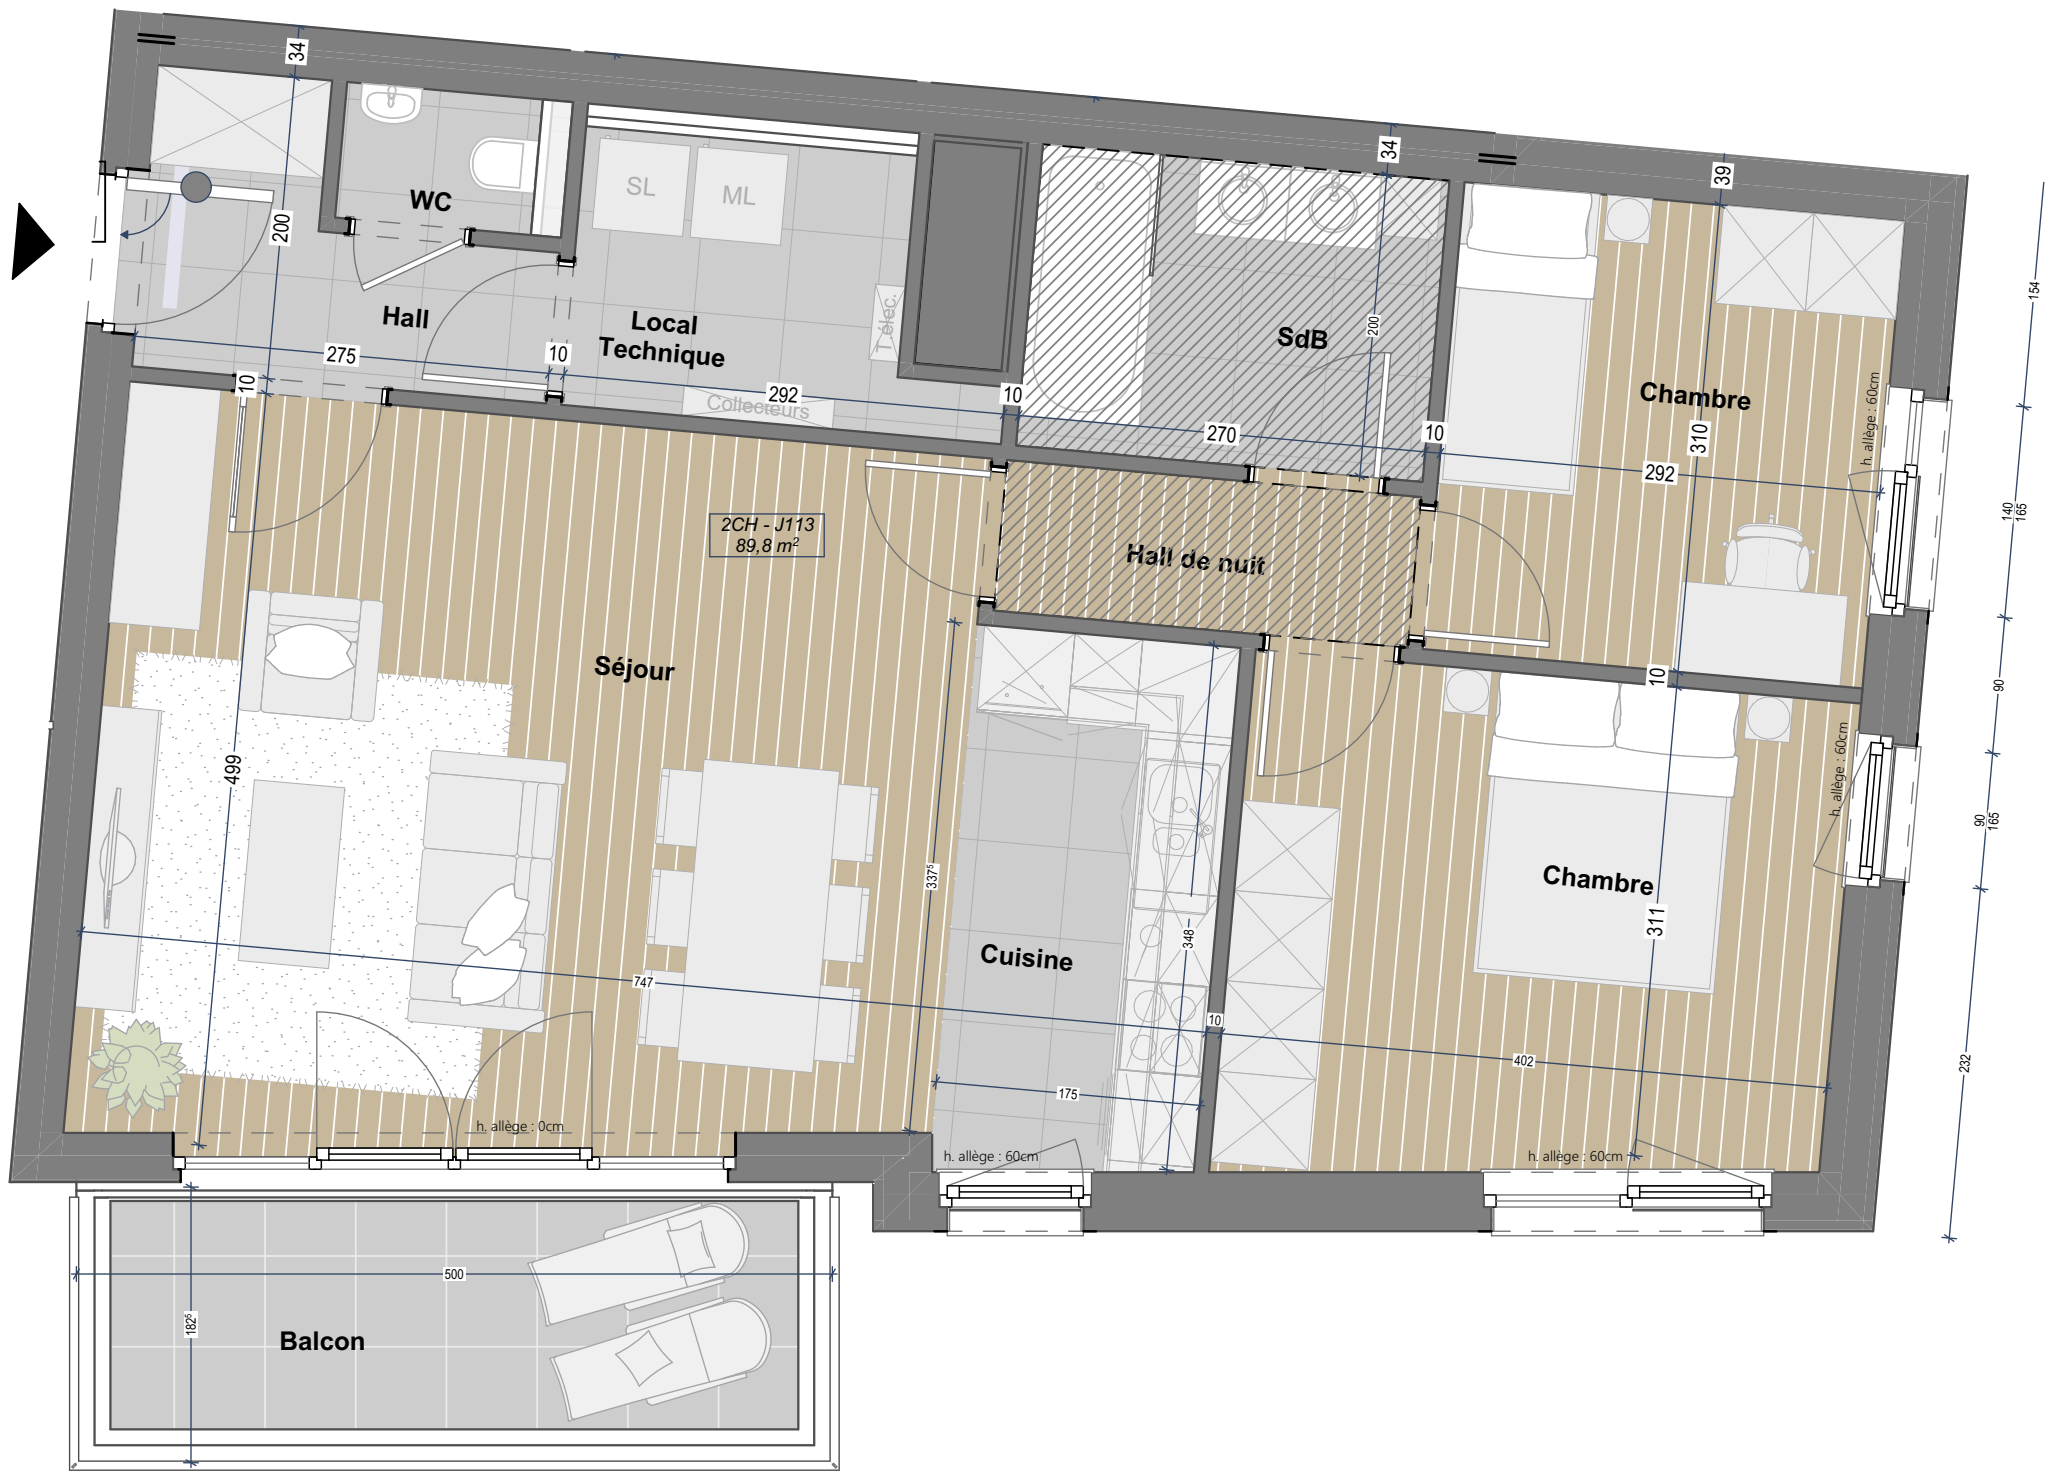 34
34
39
WC
SL
ML
200
Hall
Local
Technique
T.élec.
275
10
10
292
Collecteurs
10
SdB
200
270
10
Chambre
310
292
h. allège : 60cm
154
140
165
2CH - J113
89,8 m²
Hall de nuit
Séjour
10
90
h. allège : 60cm
90
165
499
337⁵
Cuisine
348
Chambre
311
747
10
402
175
232
h. allège : 0cm
h. allège : 60cm
h. allège : 60cm
500
182⁵
Balcon